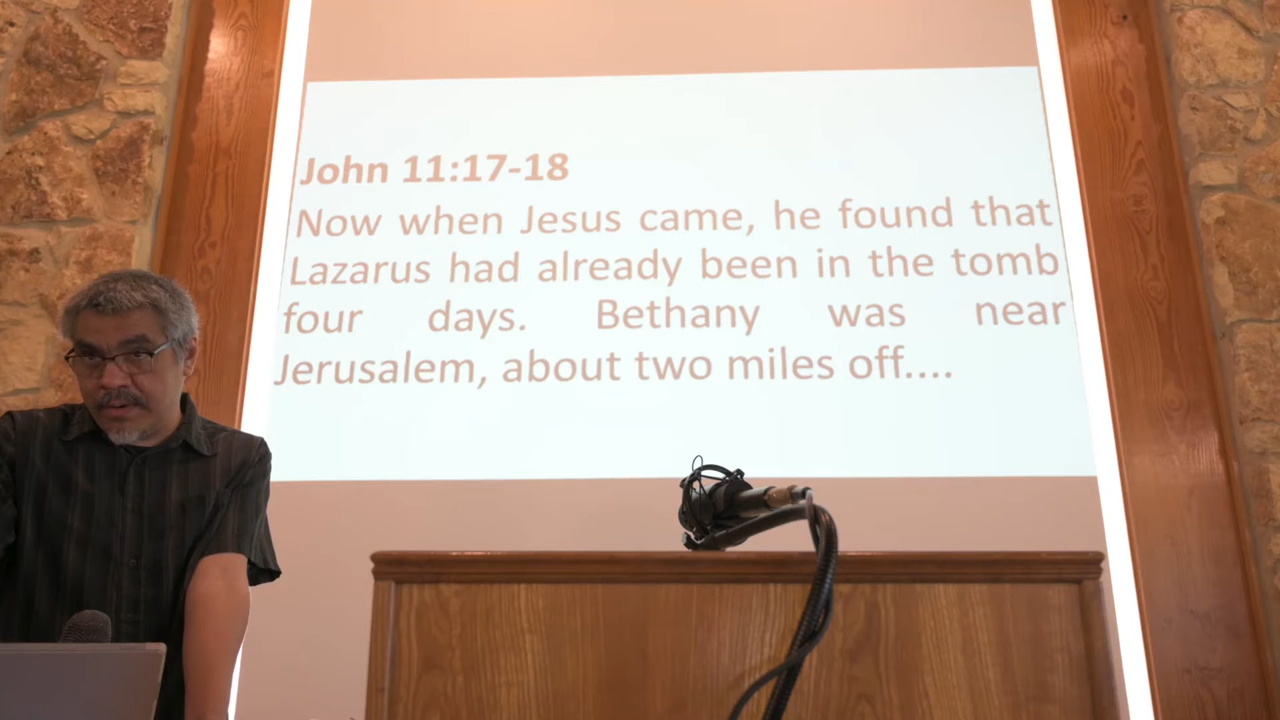 John 11:17-18
Now when Jesus came, he found that
Lazarus had already been in the tomb
four days. Bethany was near
Jerusalem, about two miles off....